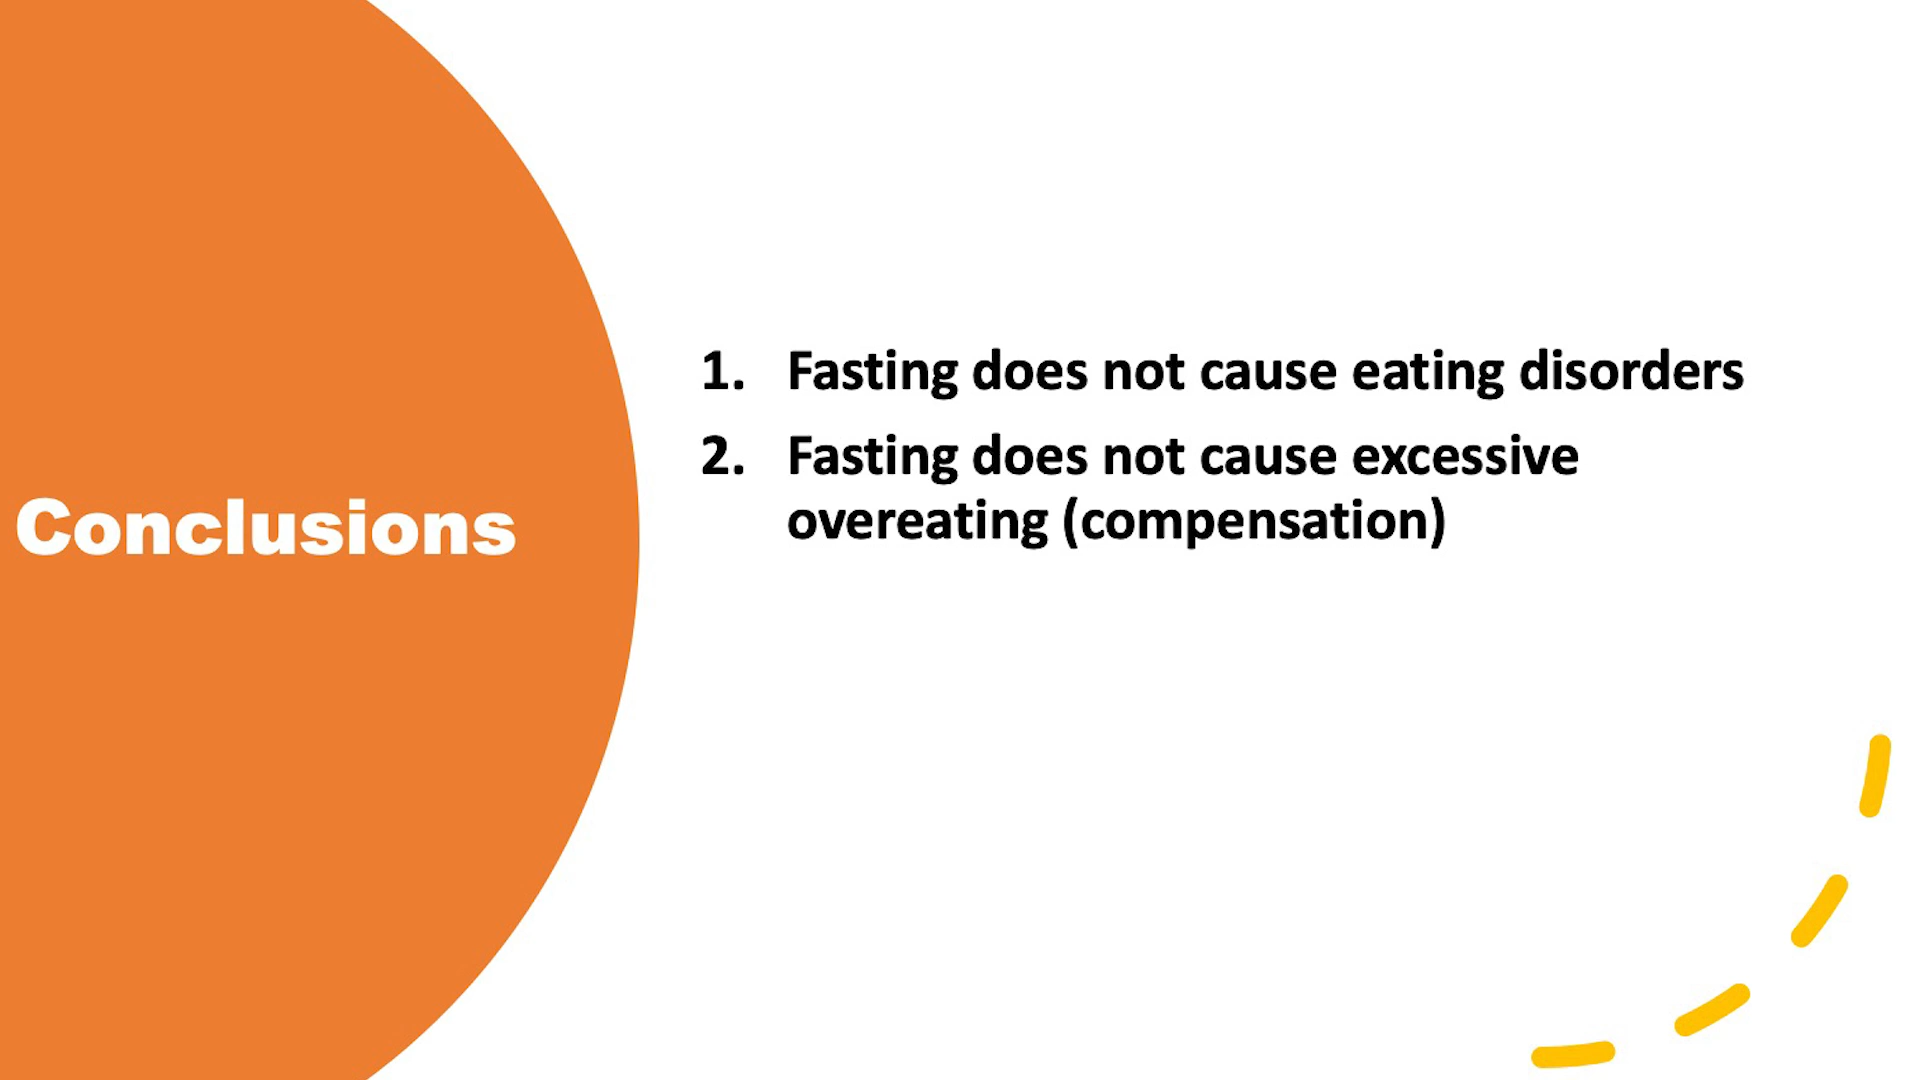 Conclusions
1. Fasting does not cause eating disorders
2. Fasting does not cause excessive
overeating (compensation)